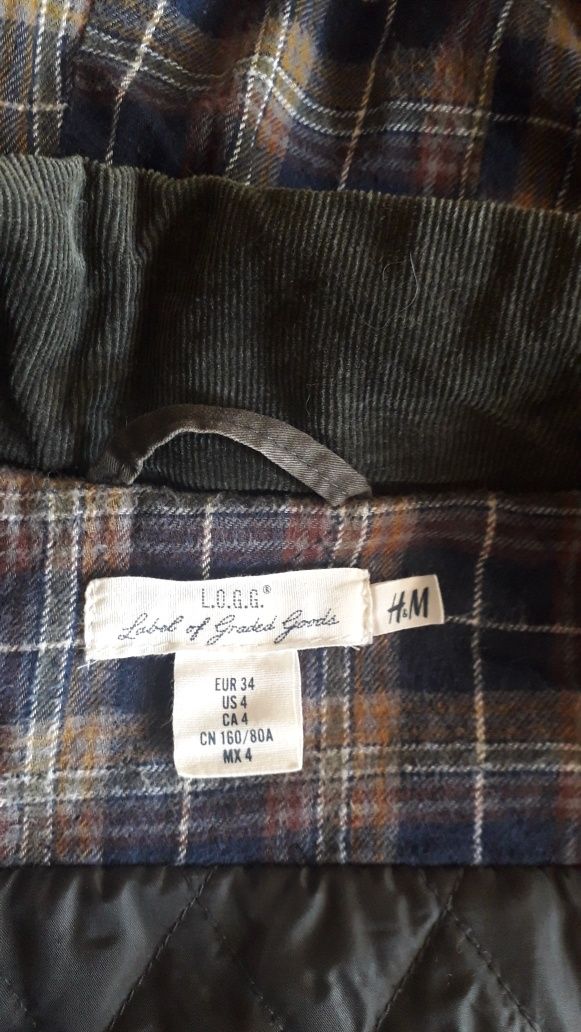 L.O.G.G.®
Label of Graded Goods
H&M
EUR 34
US 4
CA 4
CN 160/80A
MX 4